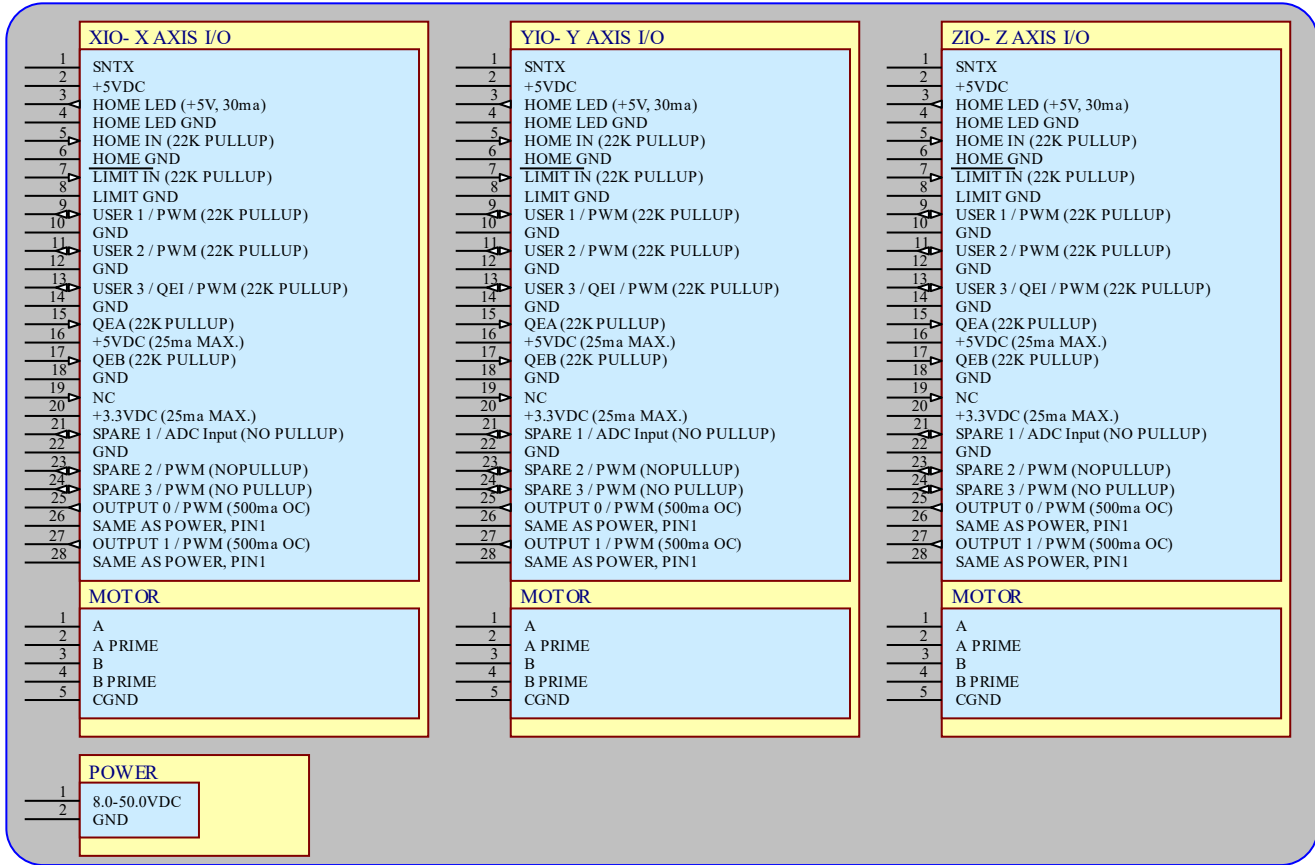 XIO- X AXIS I/O
1 SNTX
2 +5VDC
3 HOME LED (+5V, 30ma)
4 HOME LED GND
5 HOME IN (22K PULLUP)
6 HOME GND
7 LIMIT IN (22K PULLUP)
8 LIMIT GND
9 USER 1 / PWM (22K PULLUP)
10 GND
11 USER 2 / PWM (22K PULLUP)
12 GND
13 USER 3 / QEI / PWM (22K PULLUP)
14 GND
15 QEA (22K PULLUP)
16 +5VDC (25ma MAX.)
17 QEB (22K PULLUP)
18 GND
19 NC
20 +3.3VDC (25ma MAX.)
21 SPARE 1 / ADC Input (NO PULLUP)
22 GND
23 SPARE 2 / PWM (NOPULLUP)
24 SPARE 3 / PWM (NO PULLUP)
25 OUTPUT 0 / PWM (500ma OC)
26 SAME AS POWER, PIN1
27 OUTPUT 1 / PWM (500ma OC)
28 SAME AS POWER, PIN1
MOTOR
1 A
2 A PRIME
3 B
4 B PRIME
5 CGND
YIO- Y AXIS I/O
1 SNTX
2 +5VDC
3 HOME LED (+5V, 30ma)
4 HOME LED GND
5 HOME IN (22K PULLUP)
6 HOME GND
7 LIMIT IN (22K PULLUP)
8 LIMIT GND
9 USER 1 / PWM (22K PULLUP)
10 GND
11 USER 2 / PWM (22K PULLUP)
12 GND
13 USER 3 / QEI / PWM (22K PULLUP)
14 GND
15 QEA (22K PULLUP)
16 +5VDC (25ma MAX.)
17 QEB (22K PULLUP)
18 GND
19 NC
20 +3.3VDC (25ma MAX.)
21 SPARE 1 / ADC Input (NO PULLUP)
22 GND
23 SPARE 2 / PWM (NOPULLUP)
24 SPARE 3 / PWM (NO PULLUP)
25 OUTPUT 0 / PWM (500ma OC)
26 SAME AS POWER, PIN1
27 OUTPUT 1 / PWM (500ma OC)
28 SAME AS POWER, PIN1
MOTOR
1 A
2 A PRIME
3 B
4 B PRIME
5 CGND
ZIO- Z AXIS I/O
1 SNTX
2 +5VDC
3 HOME LED (+5V, 30ma)
4 HOME LED GND
5 HOME IN (22K PULLUP)
6 HOME GND
7 LIMIT IN (22K PULLUP)
8 LIMIT GND
9 USER 1 / PWM (22K PULLUP)
10 GND
11 USER 2 / PWM (22K PULLUP)
12 GND
13 USER 3 / QEI / PWM (22K PULLUP)
14 GND
15 QEA (22K PULLUP)
16 +5VDC (25ma MAX.)
17 QEB (22K PULLUP)
18 GND
19 NC
20 +3.3VDC (25ma MAX.)
21 SPARE 1 / ADC Input (NO PULLUP)
22 GND
23 SPARE 2 / PWM (NOPULLUP)
24 SPARE 3 / PWM (NO PULLUP)
25 OUTPUT 0 / PWM (500ma OC)
26 SAME AS POWER, PIN1
27 OUTPUT 1 / PWM (500ma OC)
28 SAME AS POWER, PIN1
MOTOR
1 A
2 A PRIME
3 B
4 B PRIME
5 CGND
POWER
1 8.0-50.0VDC
2 GND